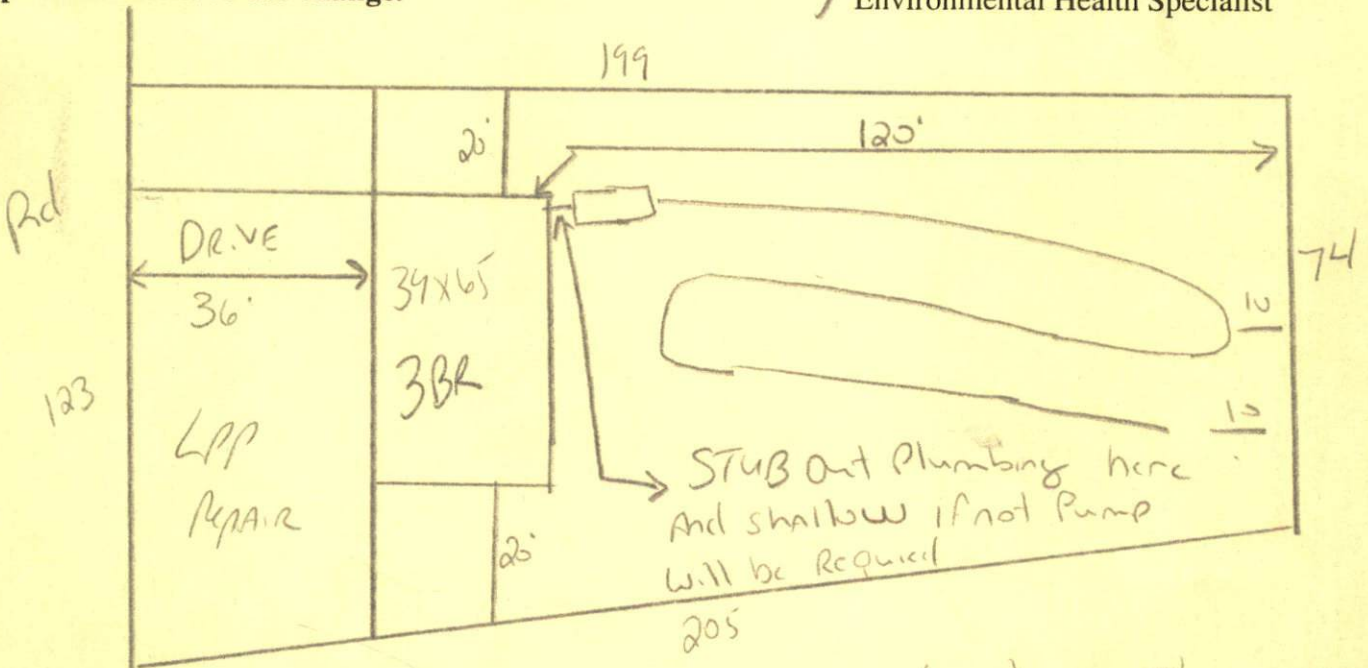 Environmental Health Specialist
199
20'
120'
Rd
DRIVE
36'
39x65
3BR
74
10
123
LPP
REPAIR
10
STUB Out Plumbing here
And shallow if not Pump
will be Required
20'
205